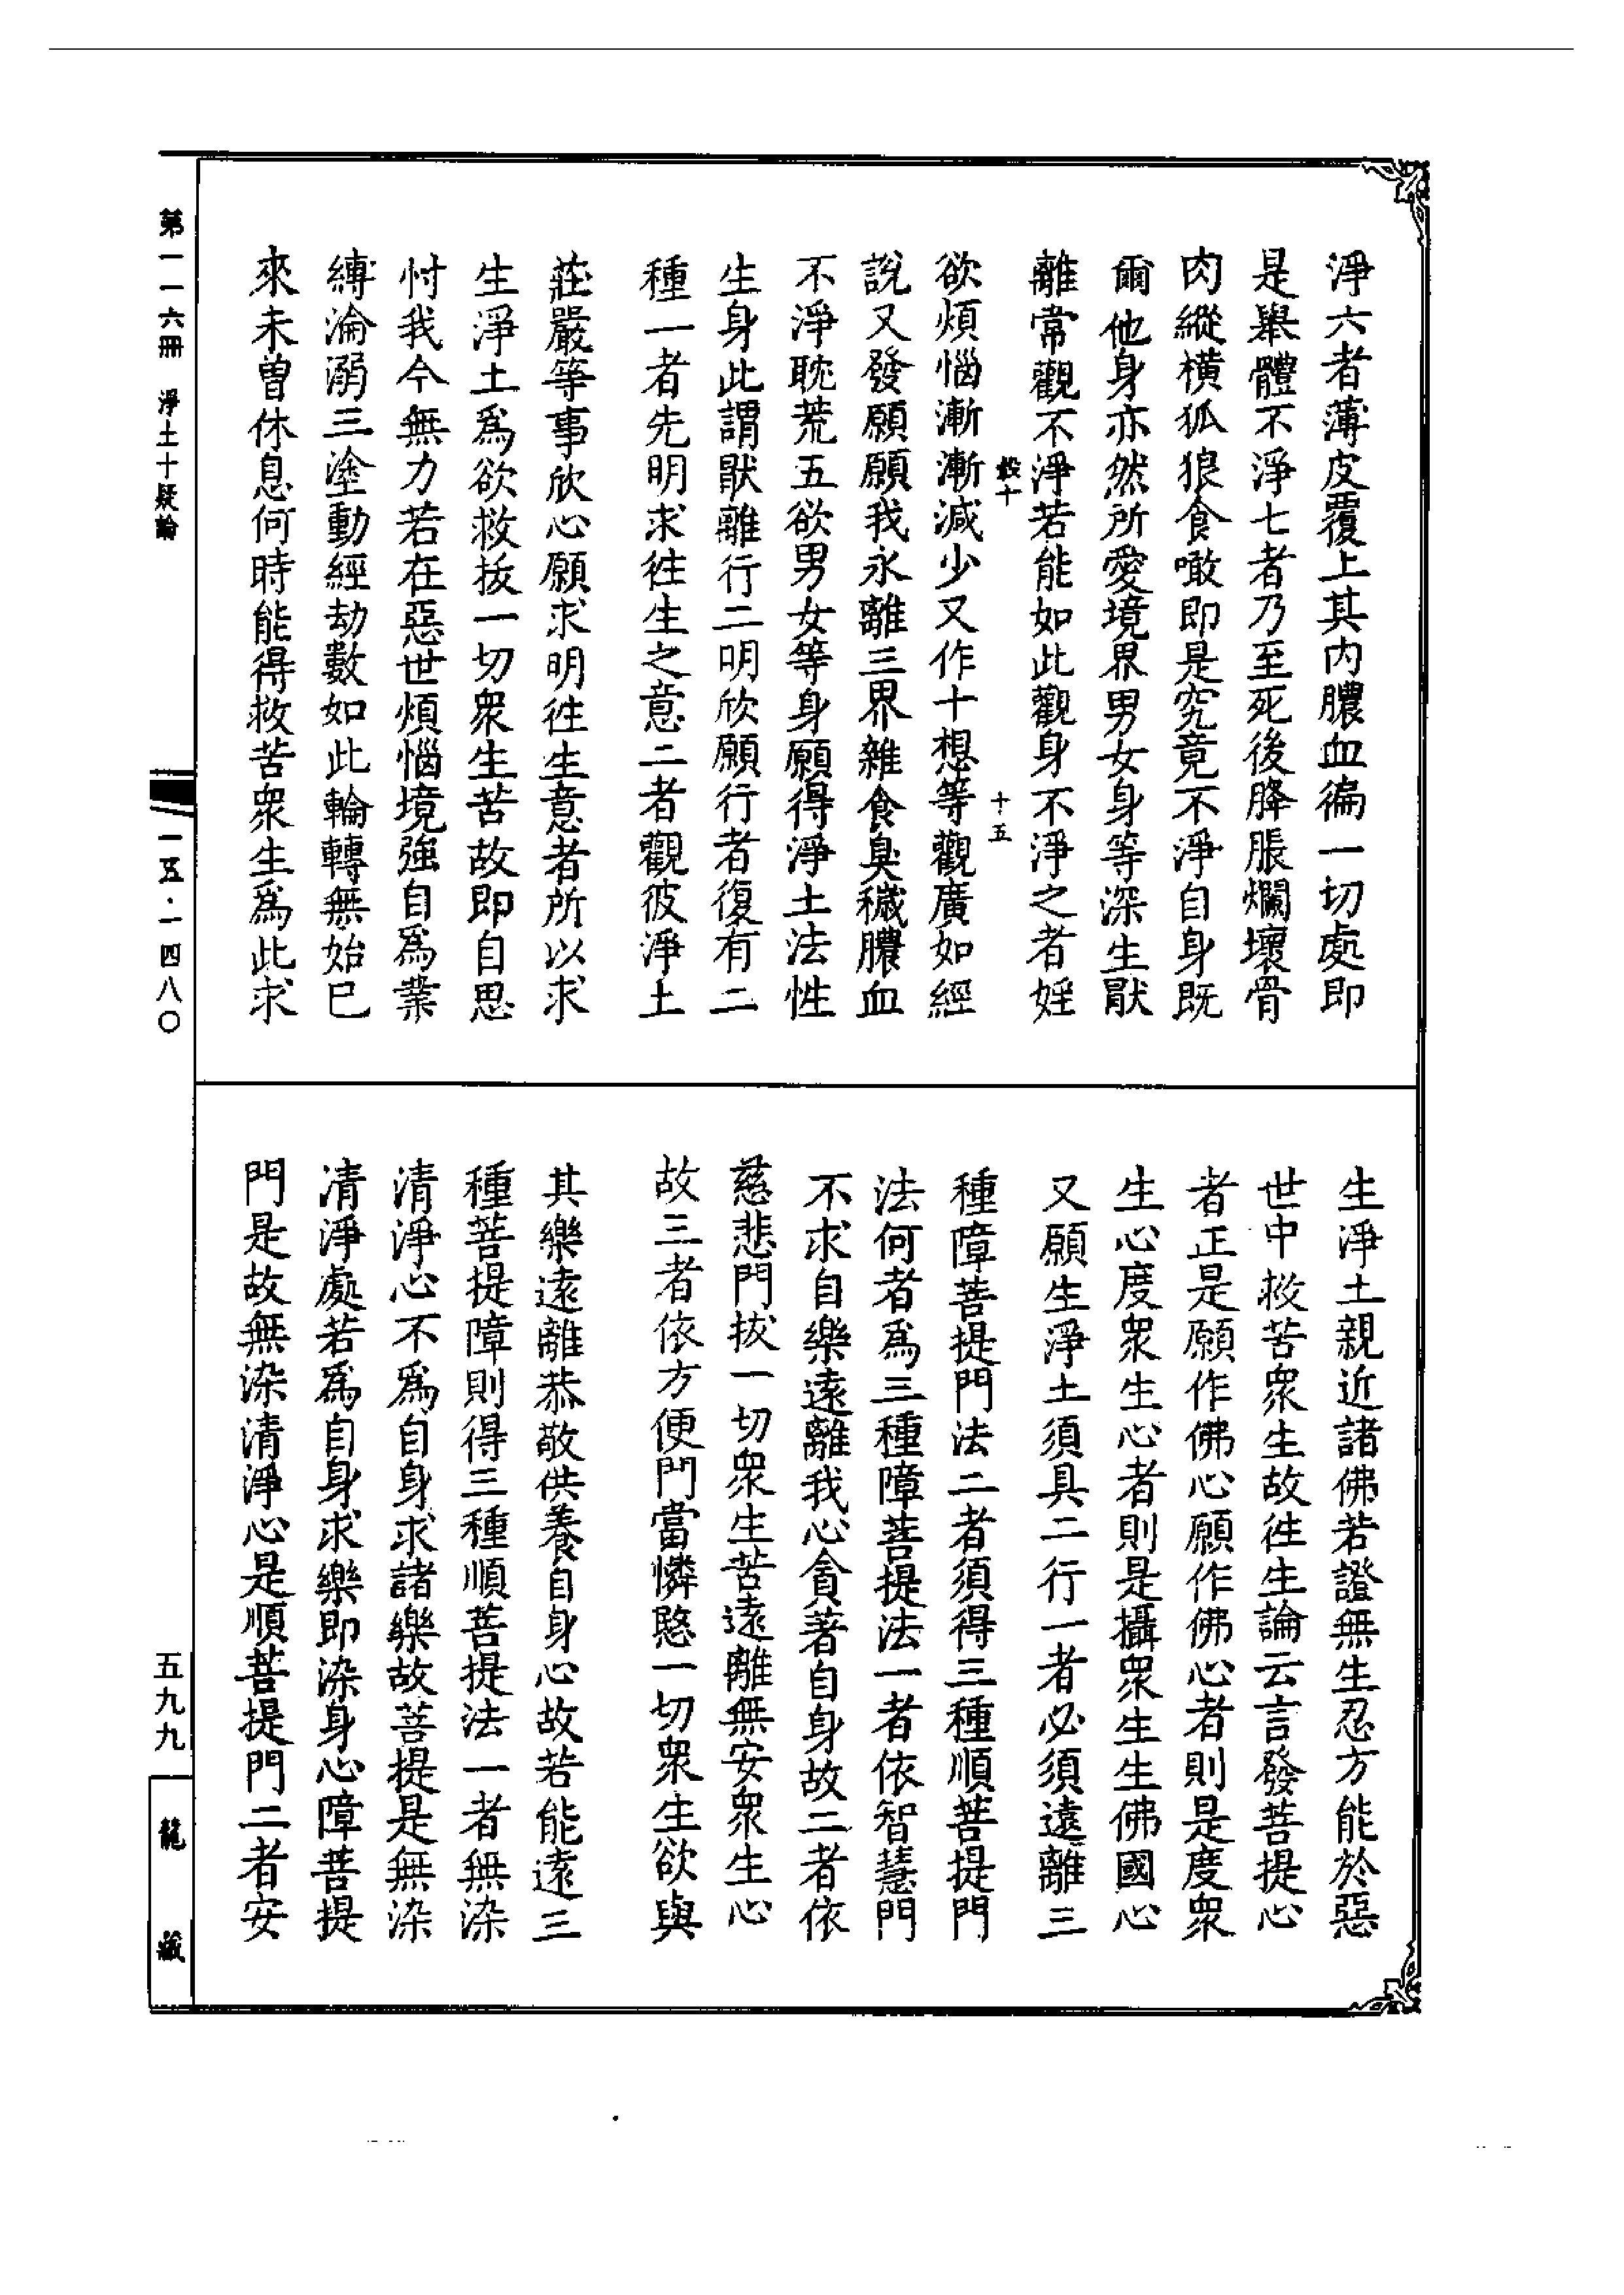 淨六者薄皮覆上其內膿血徧一切處即
是舉體不淨七者乃至死後膖脹爛壞骨
肉縱橫狐狼食噉即是究竟不淨自身既
爾他身亦然所愛境界男女身等深生厭
離常觀不淨若能如此觀身不淨之者婬
十五
欲煩惱漸漸減少又作十想等觀廣如經
說又發願願我永離三界雜食臭穢膿血
不淨耽荒五欲男女等身願得淨土法性
生身此謂厭離行二明欣願行者復有二
種一者先明求徃生之意二者觀彼淨土
莊嚴等事欣心願求明徃生意者所以求
生淨土爲欲救拔一切衆生苦故即自思
忖我今無力若在惡世煩惱境強自爲業
縛淪溺三塗動經劫數如此輪轉無始已
來未曾休息何時能得救苦衆生爲此求
生淨土親近諸佛若證無生忍方能於惡
世中救苦衆生故徃生論云言發菩提心
者正是願作佛心願作佛心者則是度衆
生心度衆生心者則是攝衆生生佛國心
又願生淨土須具二行一者必須遠離三
種障菩提門法二者須得三種順菩提門
法何者爲三種障菩提法一者依智慧門
不求自樂遠離我心貪著自身故二者依
慈悲門拔一切衆生苦遠離無安衆生心
故三者依方便門當憐愍一切衆生欲與
其樂遠離恭敬供養自身心故若能遠三
種菩提障則得三種順菩提法一者無染
清淨心不爲自身求諸樂故菩提是無染
清淨處若爲自身求樂即染身心障菩提
門是故無染清淨心是順菩提門二者安
第一一六册 淨土十疑論
一五·一四八〇
五九九
龍藏